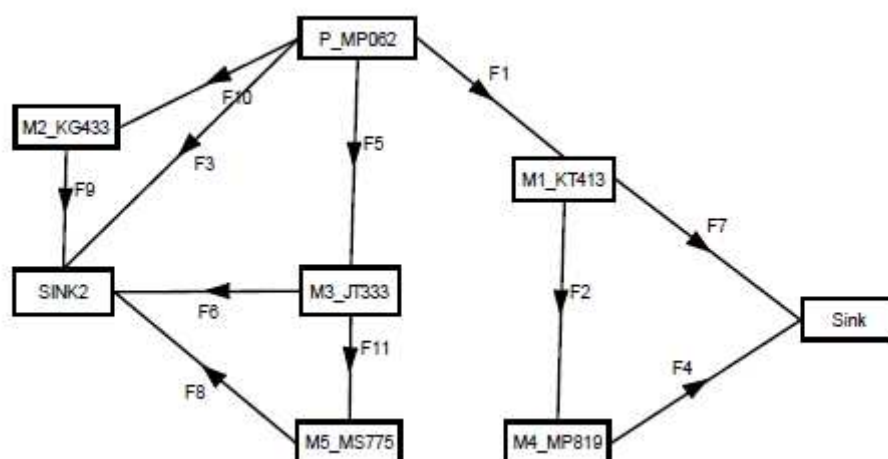 P_MP062
F1
F10
M2_KG433
F5
F3
M1_KT413
F9
F7
SINK2
M3_JT333
F6
F2
Sink
F11
F4
F8
M5_MS775
M4_MP819